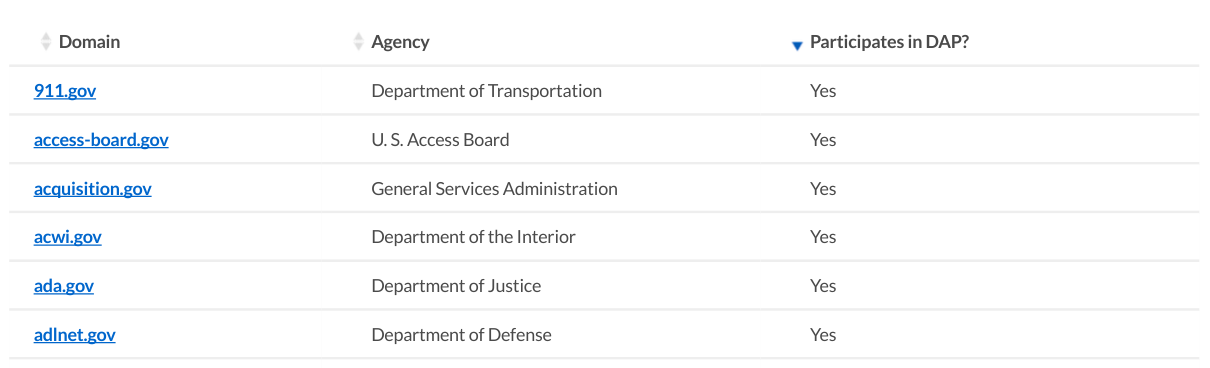 Domain Agency Participates in DAP?
911.gov Department of Transportation Yes
access-board.gov U. S. Access Board Yes
acquisition.gov General Services Administration Yes
acwi.gov Department of the Interior Yes
ada.gov Department of Justice Yes
adlnet.gov Department of Defense Yes